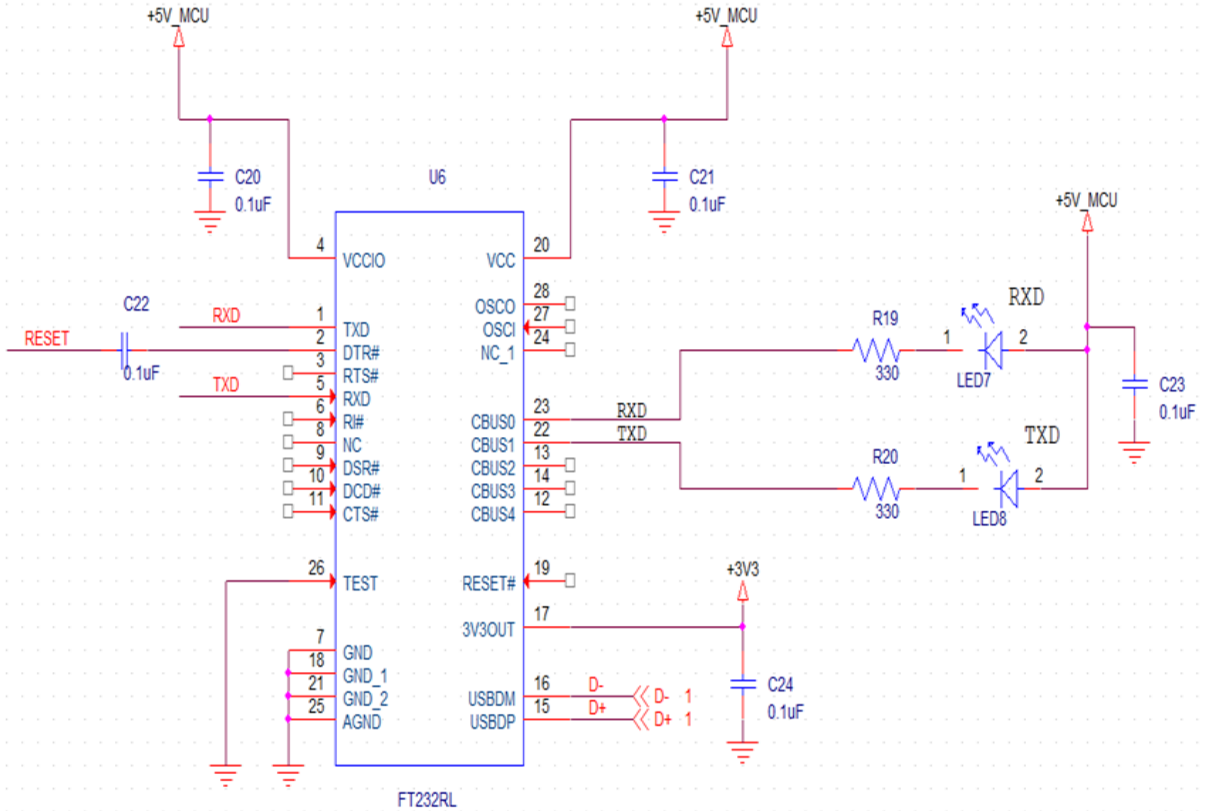 +5V_MCU
+5V_MCU
C20
0.1uF
U6
C21
0.1uF
+5V_MCU
4
VCCIO
VCC
20
C22
0.1uF
RESET
RXD
1
TXD
2
DTR#
3
RTS#
TXD
5
RXD
6
RI#
8
NC
9
DSR#
10
DCD#
11
CTS#
OSCO
28
OSCI
27
NC_1
24
CBUS0
23
RXD
CBUS1
22
TXD
CBUS2
13
CBUS3
14
CBUS4
12
R19
330
1
LED7
2
RXD
R20
330
1
LED8
2
TXD
C23
0.1uF
26
TEST
RESET#
19
+3V3
3V3OUT
17
7
GND
18
GND_1
21
GND_2
25
AGND
USBDM
16
D-
D- 1
USBDP
15
D+
D+ 1
C24
0.1uF
FT232RL